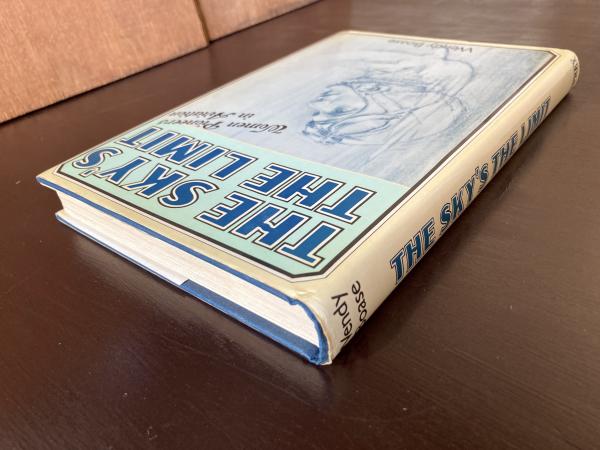 THE SKY'S
THE LIMIT
Women Pioneers
in Aviation
Wendy Boase
Wendy
Boase
THE SKY'S THE LIMIT